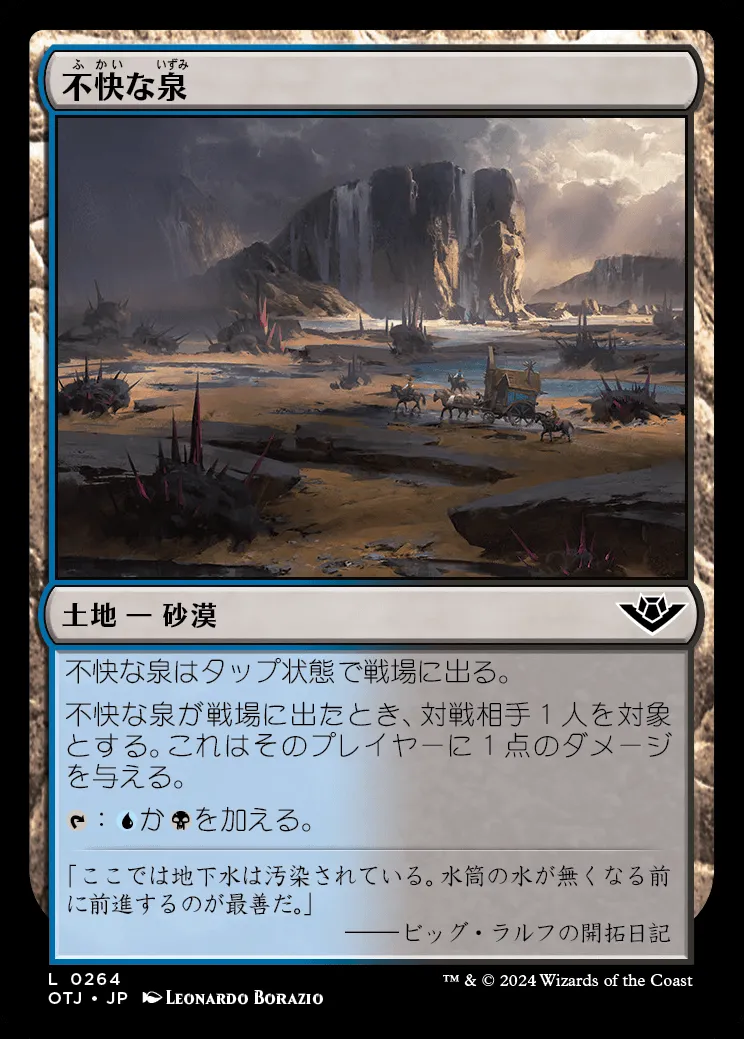 ふかい いずみ
不快な泉
土地 — 砂漠
不快な泉はタップ状態で戦場に出る。
不快な泉が戦場に出たとき、対戦相手１人を対象
とする。これはそのプレイヤーに１点のダメージ
を与える。
：か を加える。
「ここでは地下水は汚染されている。水筒の水が無くなる前
に前進するのが最善だ。」
——ビッグ・ラルフの開拓日記
L 0264
OTJ • JP LEONARDO BORAZIO
™ & © 2024 Wizards of the Coast